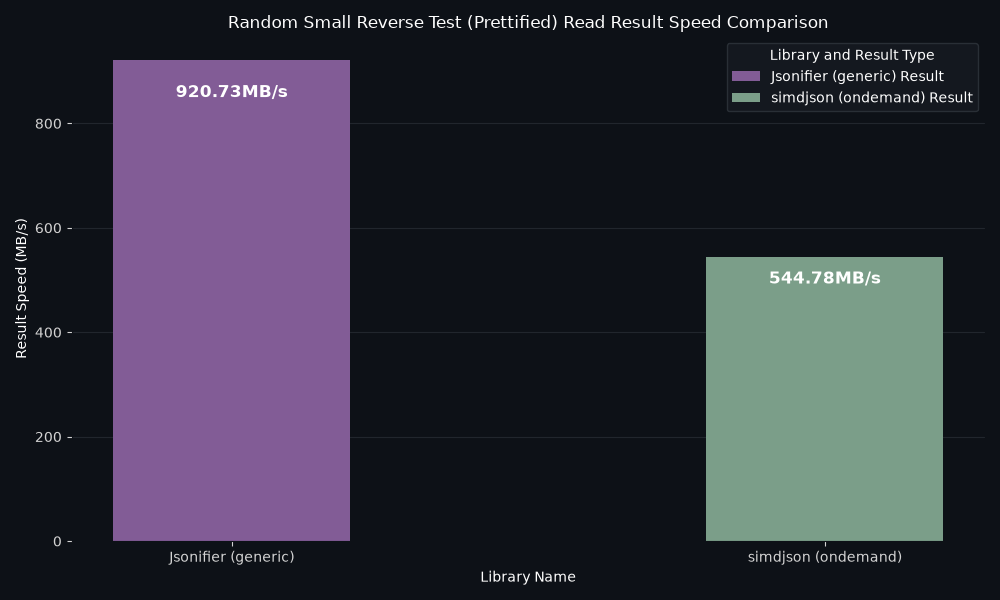 Random Small Reverse Test (Prettified) Read Result Speed Comparison
Library and Result Type
Jsonifier (generic) Result
simdjson (ondemand) Result
920.73MB/s
544.78MB/s
Result Speed (MB/s)
800
600
400
200
0
Jsonifier (generic)
simdjson (ondemand)
Library Name